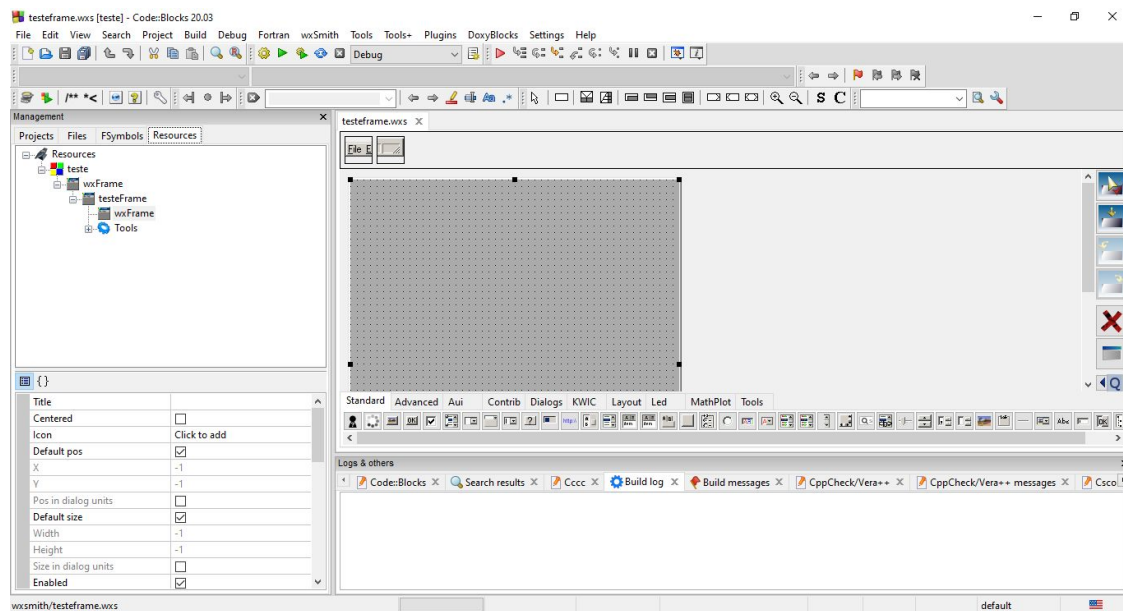 testeframe.wxs [teste] - Code::Blocks 20.03
File Edit View Search Project Build Debug Fortran wxSmith Tools Tools+ Plugins DoxyBlocks Settings Help
Debug
/** *<
S C
Management
testeframe.wxs
Projects Files FSymbols Resources
File E
Resources
teste
wxFrame
testeFrame
wxFrame
Tools
Q
{}
Standard Advanced Aui Contrib Dialogs KWIC Layout Led MathPlot Tools
Title
Centered
Icon Click to add
Default pos
X -1
Y -1
Pos in dialog units
Default size
Width -1
Height -1
Size in dialog units
Enabled
Logs & others
Code::Blocks Search results Cccc Build log Build messages CppCheck/Vera++ CppCheck/Vera++ messages Csco
wxsmith/testeframe.wxs default